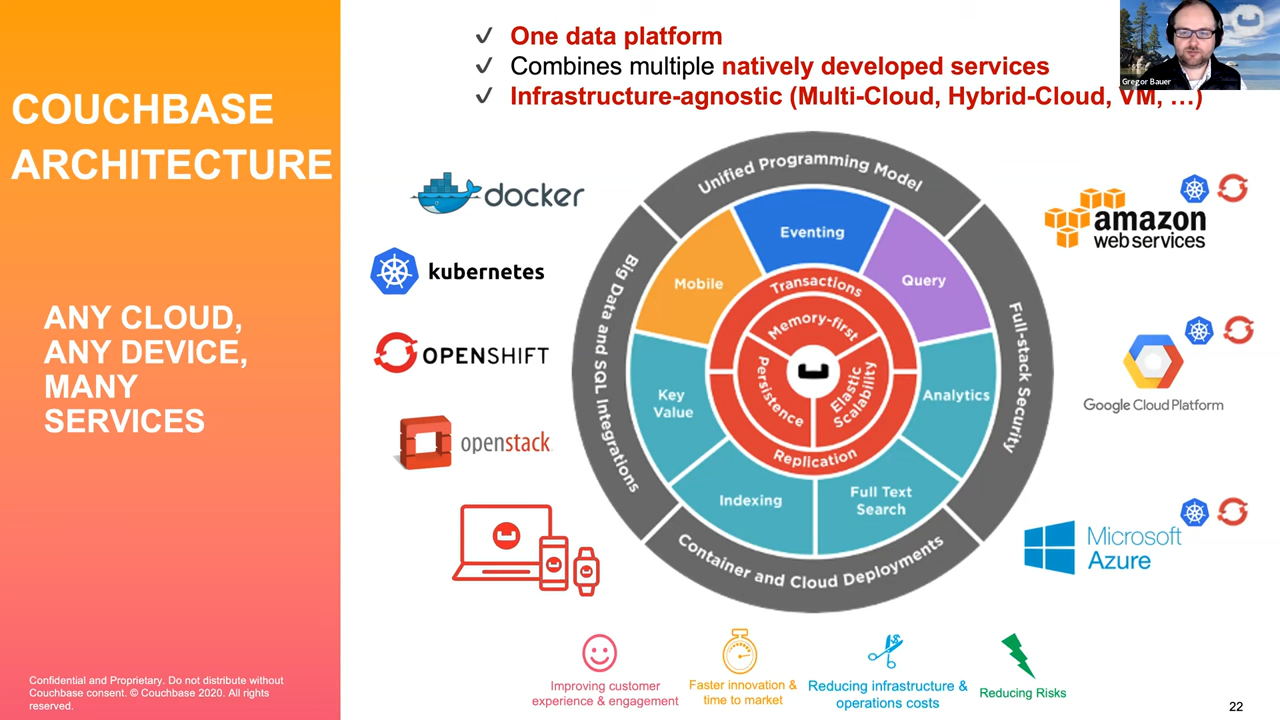 COUCHBASE
ARCHITECTURE
ANY CLOUD,
ANY DEVICE,
MANY
SERVICES
Confidential and Proprietary. Do not distribute without
Couchbase consent. © Couchbase 2020. All rights
reserved.
✓ One data platform
✓ Combines multiple natively developed services
✓ Infrastructure-agnostic (Multi-Cloud, Hybrid-Cloud, VM, …)
Gregor Bauer
docker
kubernetes
OPENSHIFT
openstack
Unified Programming Model
Big Data and SQL Integrations
Full-stack Security
Container and Cloud Deployments
Eventing
Mobile
Query
Key
Value
Analytics
Indexing
Full Text
Search
Transactions
Replication
Memory-first
Persistence
Elastic
Scalability
amazon
web services
Google Cloud Platform
Microsoft
Azure
Improving customer
experience & engagement
Faster innovation &
time to market
Reducing infrastructure &
operations costs
Reducing Risks
22